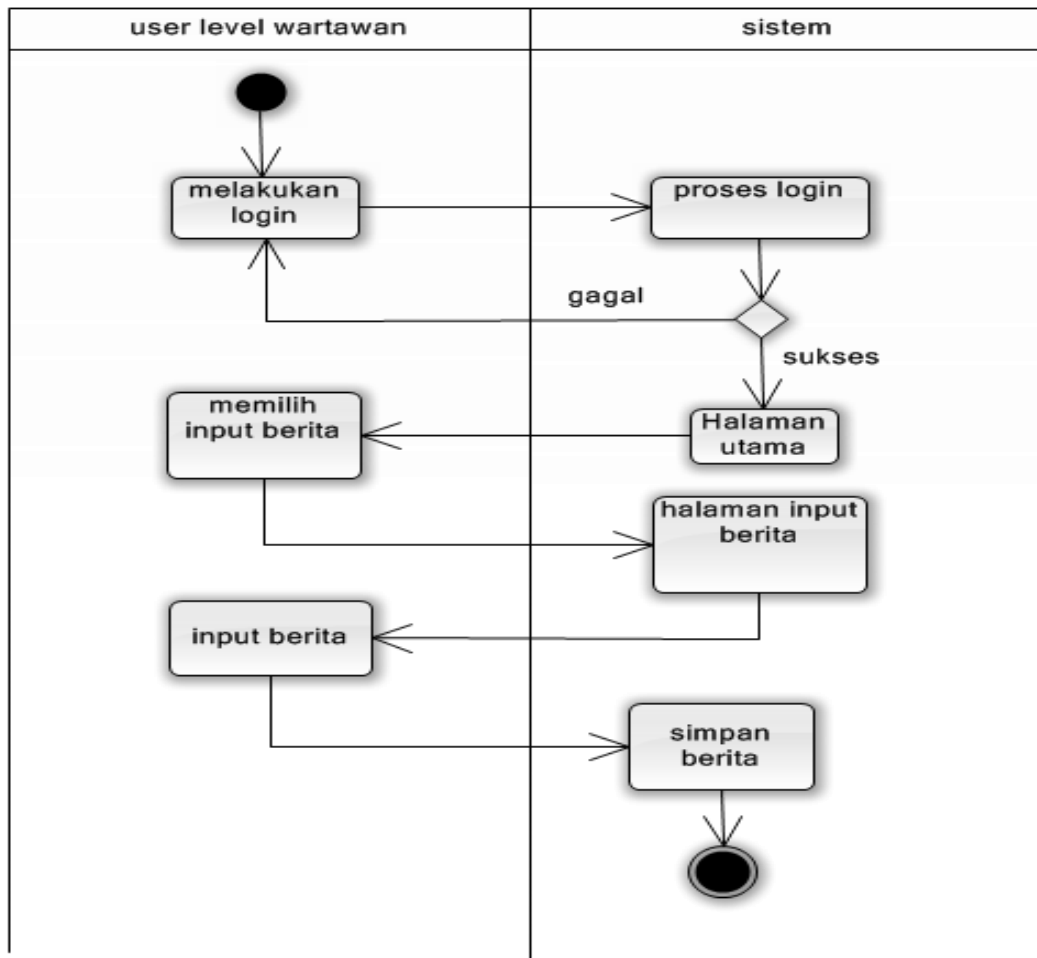 user level wartawan
sistem
melakukan
login
proses login
gagal
sukses
memilih
input berita
Halaman
utama
halaman input
berita
input berita
simpan
berita